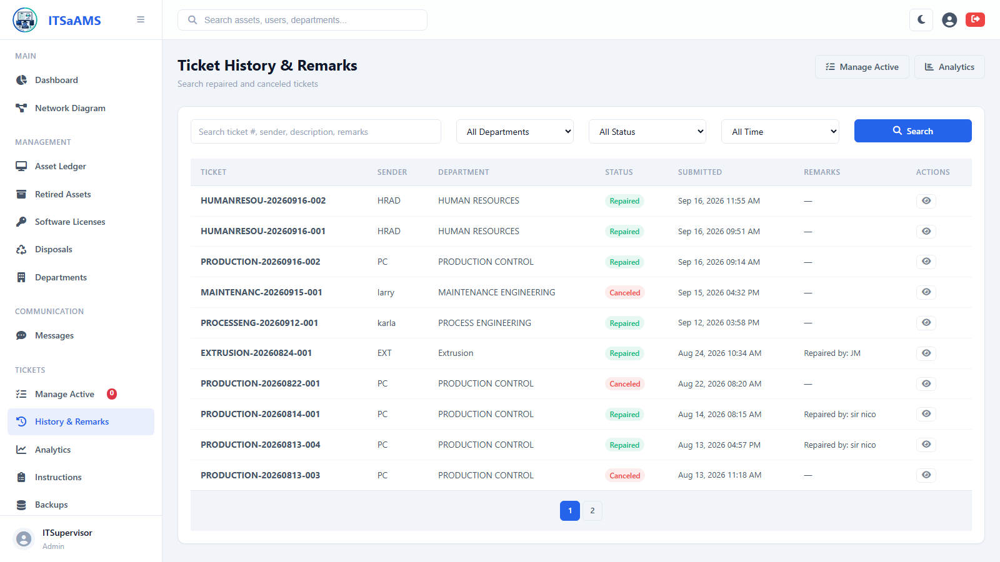 ITSaAMS
Search assets, users, departments...
MAIN
Dashboard
Network Diagram
MANAGEMENT
Asset Ledger
Retired Assets
Software Licenses
Disposals
Departments
COMMUNICATION
Messages
TICKETS
Manage Active 0
History & Remarks
Analytics
Instructions
Backups
ITSupervisor
Admin
Ticket History & Remarks
Search repaired and canceled tickets
Manage Active
Analytics
Search ticket #, sender, description, remarks
All Departments
All Status
All Time
Search
TICKET SENDER DEPARTMENT STATUS SUBMITTED REMARKS ACTIONS
HUMANRESOU-20260916-002 HRAD HUMAN RESOURCES Repaired Sep 16, 2026 11:55 AM —
HUMANRESOU-20260916-001 HRAD HUMAN RESOURCES Repaired Sep 16, 2026 09:51 AM —
PRODUCTION-20260916-002 PC PRODUCTION CONTROL Repaired Sep 16, 2026 09:14 AM —
MAINTENANC-20260915-001 larry MAINTENANCE ENGINEERING Canceled Sep 15, 2026 04:32 PM —
PROCESSENG-20260912-001 karla PROCESS ENGINEERING Repaired Sep 12, 2026 03:58 PM —
EXTRUSION-20260824-001 EXT Extrusion Repaired Aug 24, 2026 10:34 AM Repaired by: JM
PRODUCTION-20260822-001 PC PRODUCTION CONTROL Canceled Aug 22, 2026 08:20 AM —
PRODUCTION-20260814-001 PC PRODUCTION CONTROL Repaired Aug 14, 2026 08:15 AM Repaired by: sir nico
PRODUCTION-20260813-004 PC PRODUCTION CONTROL Repaired Aug 13, 2026 04:57 PM Repaired by: sir nico
PRODUCTION-20260813-003 PC PRODUCTION CONTROL Canceled Aug 13, 2026 11:18 AM —
1 2